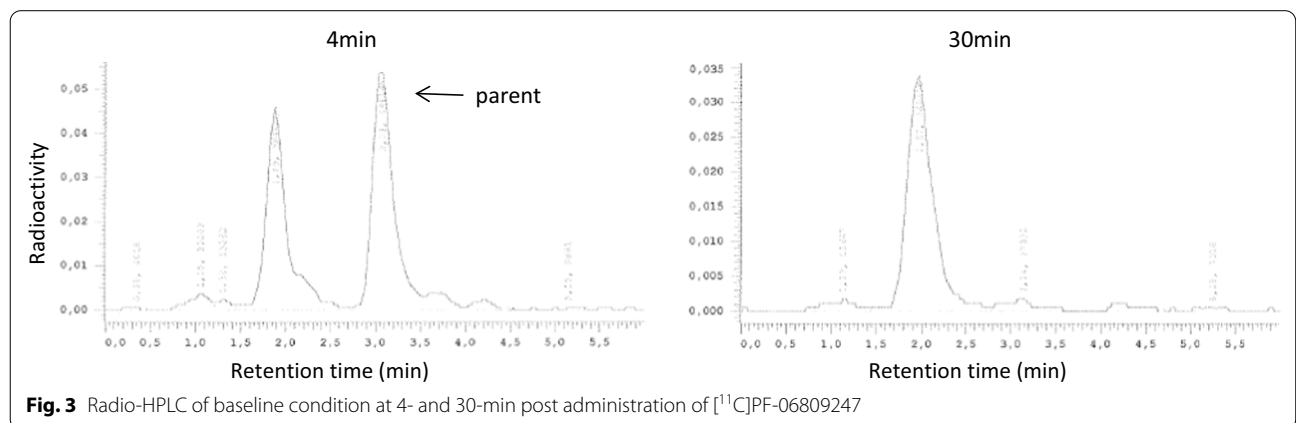 4min
30min
parent
Radioactivity
0,05
0,04
0,03
0,02
0,01
0,00
0,0 0,5 1,0 1,5 2,0 2,5 3,0 3,5 4,0 4,5 5,0 5,5
Retention time (min)
0,035
0,030
0,025
0,020
0,015
0,010
0,005
0,000
0,0 0,5 1,0 1,5 2,0 2,5 3,0 3,5 4,0 4,5 5,0 5,5
Retention time (min)
Fig. 3 Radio-HPLC of baseline condition at 4- and 30-min post administration of [¹¹C]PF-06809247